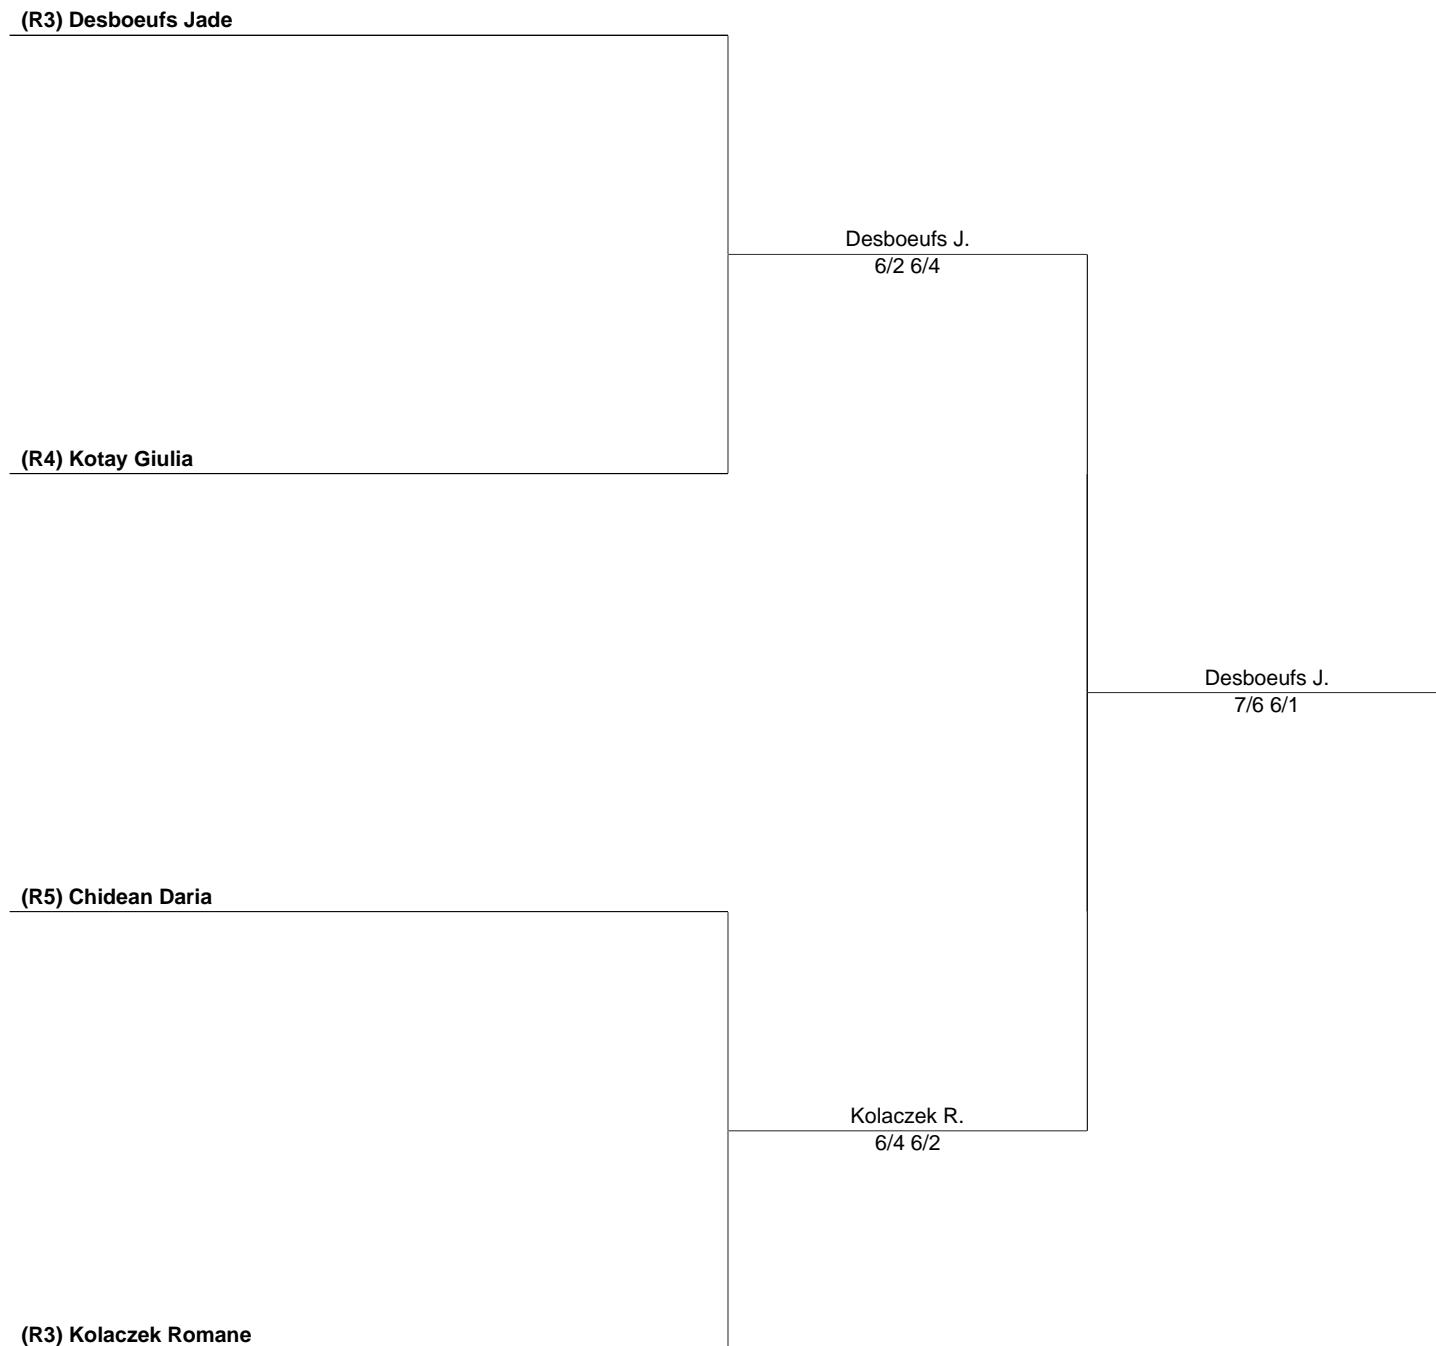 (R3) Desboeufs Jade
Desboeufs J.
6/2 6/4
(R4) Kotay Giulia
Desboeufs J.
7/6 6/1
(R5) Chidean Daria
Kolaczek R.
6/4 6/2
(R3) Kolaczek Romane